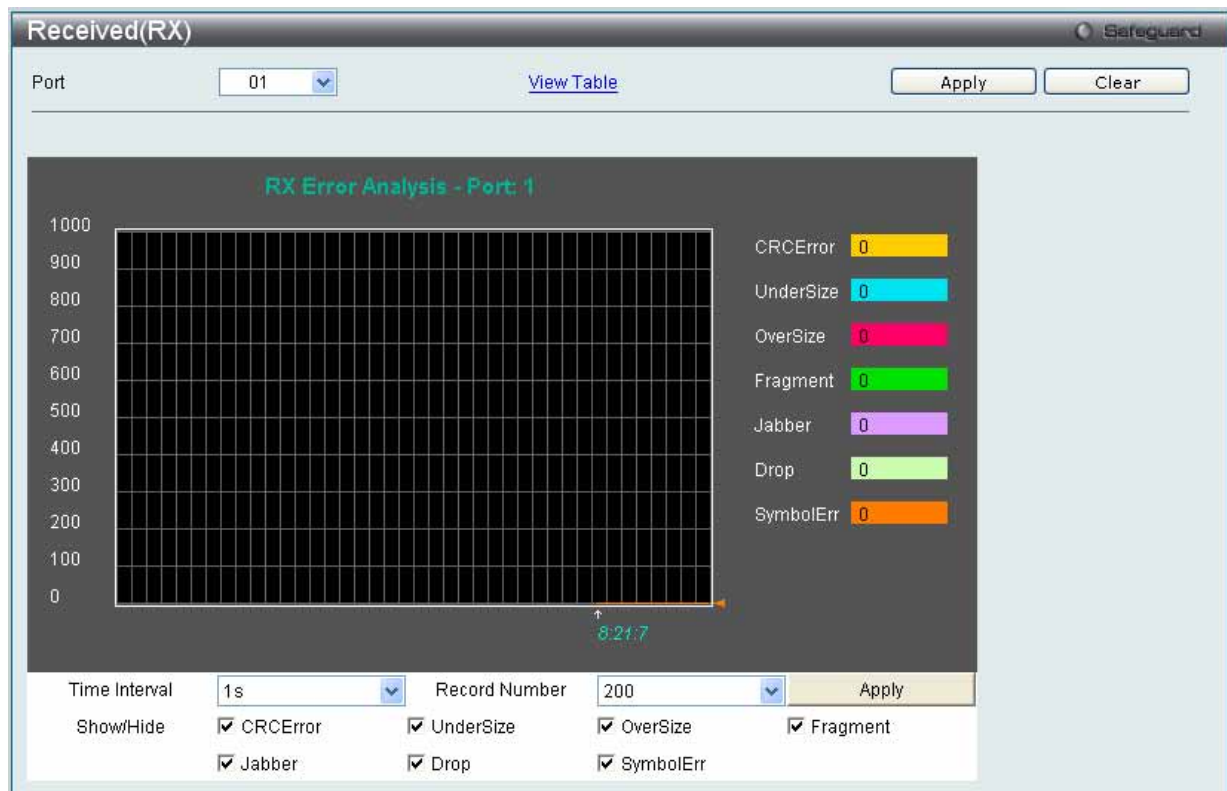 Received(RX) Safeguard
Port 01 View Table Apply Clear
RX Error Analysis - Port: 1
1000
900
800
700
600
500
400
300
200
100
0
CRCError 0
UnderSize 0
OverSize 0
Fragment 0
Jabber 0
Drop 0
SymbolErr 0
8:21:7
Time Interval 1s Record Number 200 Apply
Show/Hide CRCError UnderSize OverSize Fragment
Jabber Drop SymbolErr